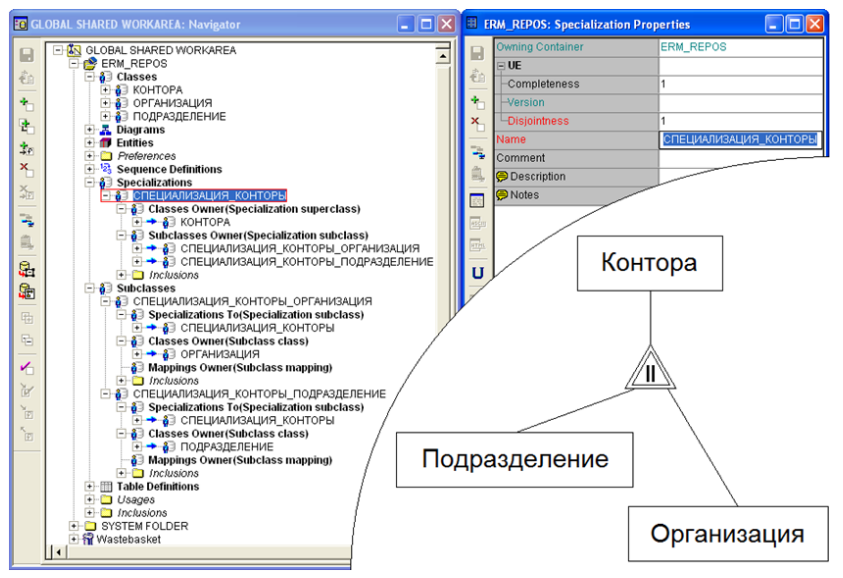 GLOBAL SHARED WORKAREA: Navigator
GLOBAL SHARED WORKAREA
ERM_REPOS
Classes
КОНТОРА
ОРГАНИЗАЦИЯ
ПОДРАЗДЕЛЕНИЕ
Diagrams
Entities
Preferences
Sequence Definitions
Specializations
СПЕЦИАЛИЗАЦИЯ_КОНТОРЫ
Classes Owner(Specialization superclass)
КОНТОРА
Subclasses Owner(Specialization subclass)
СПЕЦИАЛИЗАЦИЯ_КОНТОРЫ_ОРГАНИЗАЦИЯ
СПЕЦИАЛИЗАЦИЯ_КОНТОРЫ_ПОДРАЗДЕЛЕНИЕ
Inclusions
Subclasses
СПЕЦИАЛИЗАЦИЯ_КОНТОРЫ_ОРГАНИЗАЦИЯ
Specializations To(Specialization subclass)
СПЕЦИАЛИЗАЦИЯ_КОНТОРЫ
Classes Owner(Subclass class)
ОРГАНИЗАЦИЯ
Mappings Owner(Subclass mapping)
Inclusions
СПЕЦИАЛИЗАЦИЯ_КОНТОРЫ_ПОДРАЗДЕЛЕНИЕ
Specializations To(Specialization subclass)
СПЕЦИАЛИЗАЦИЯ_КОНТОРЫ
Classes Owner(Subclass class)
ПОДРАЗДЕЛЕНИЕ
Mappings Owner(Subclass mapping)
Inclusions
Table Definitions
Usages
Inclusions
SYSTEM FOLDER
Wastebasket
ERM_REPOS: Specialization Properties
Owning Container ERM_REPOS
UE
Completeness 1
Version
Disjointness 1
Name СПЕЦИАЛИЗАЦИЯ_КОНТОРЫ
Comment
Description
Notes
U
Контора
Подразделение
Организация